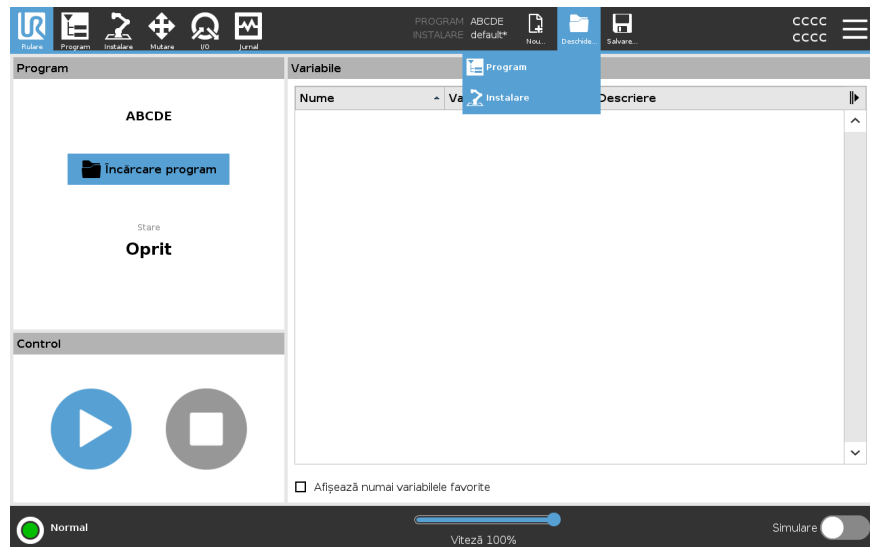 PROGRAM ABCDE
INSTALARE default*
CCCC
CCCC
Rulare Program Instalare Mutare I/O Jurnal Nou... Deschide... Salvare...
Program
Variabile
Program
Instalare
Nume Va Descriere
ABCDE
Încărcare program
Stare
Oprit
Control
Afișează numai variabilele favorite
Normal
Viteză 100%
Simulare